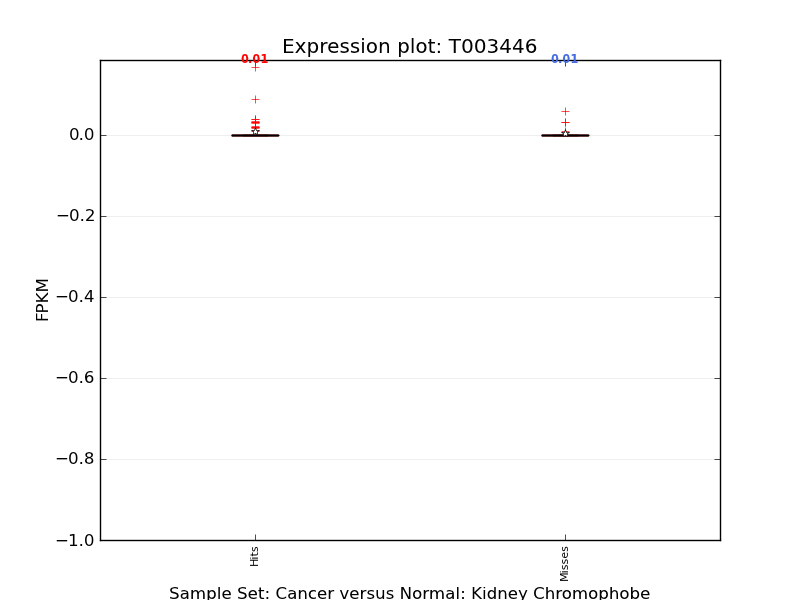 Expression plot: T003446
0.01
0.01
0.0
−0.2
−0.4
−0.6
−0.8
−1.0
FPKM
Hits
Misses
Sample Set: Cancer versus Normal: Kidney Chromophobe